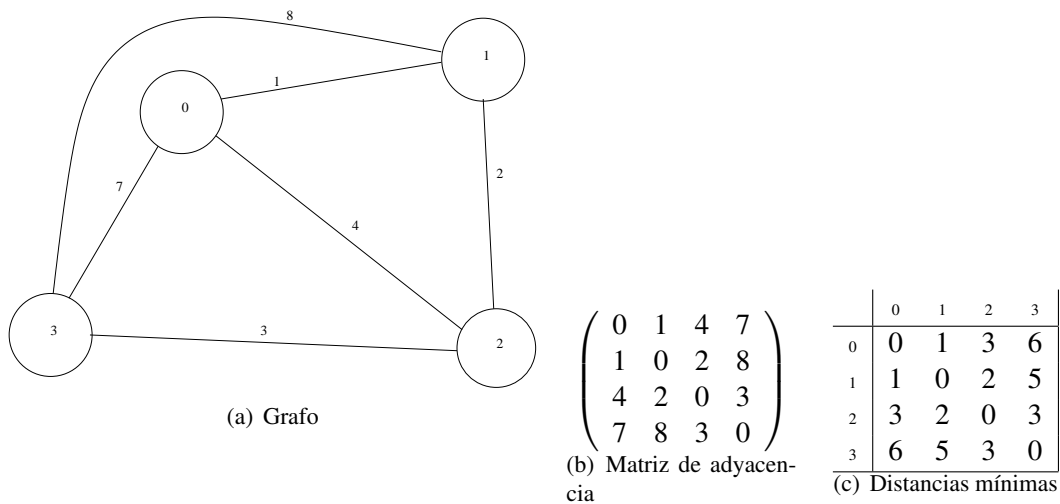 8
1
1
0
2
7
4
3
3
2
(a) Grafo
0 1 4 7
1 0 2 8
4 2 0 3
7 8 3 0
(b) Matriz de adyacen-
cia
0 1 2 3
0 0 1 3 6
1 1 0 2 5
2 3 2 0 3
3 6 5 3 0
(c) Distancias mínimas